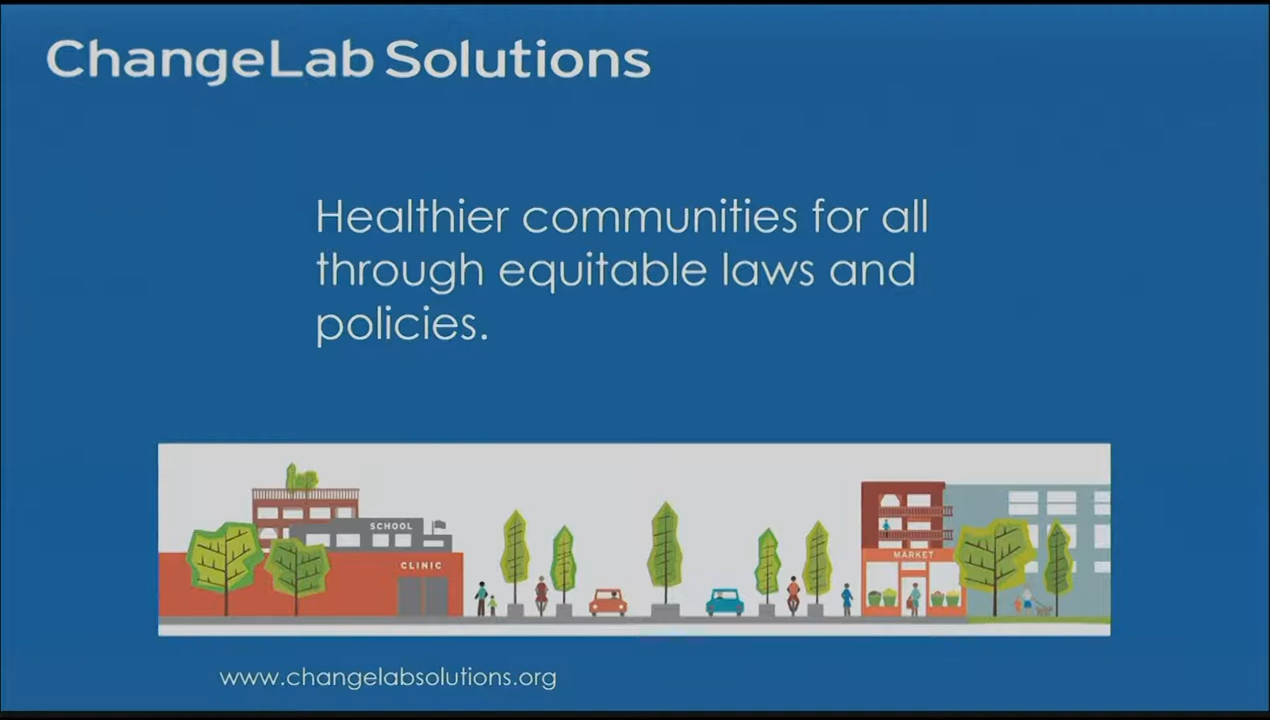 ChangeLab Solutions
Healthier communities for all
through equitable laws and
policies.
SCHOOL
CLINIC
MARKET
www.changelabsolutions.org